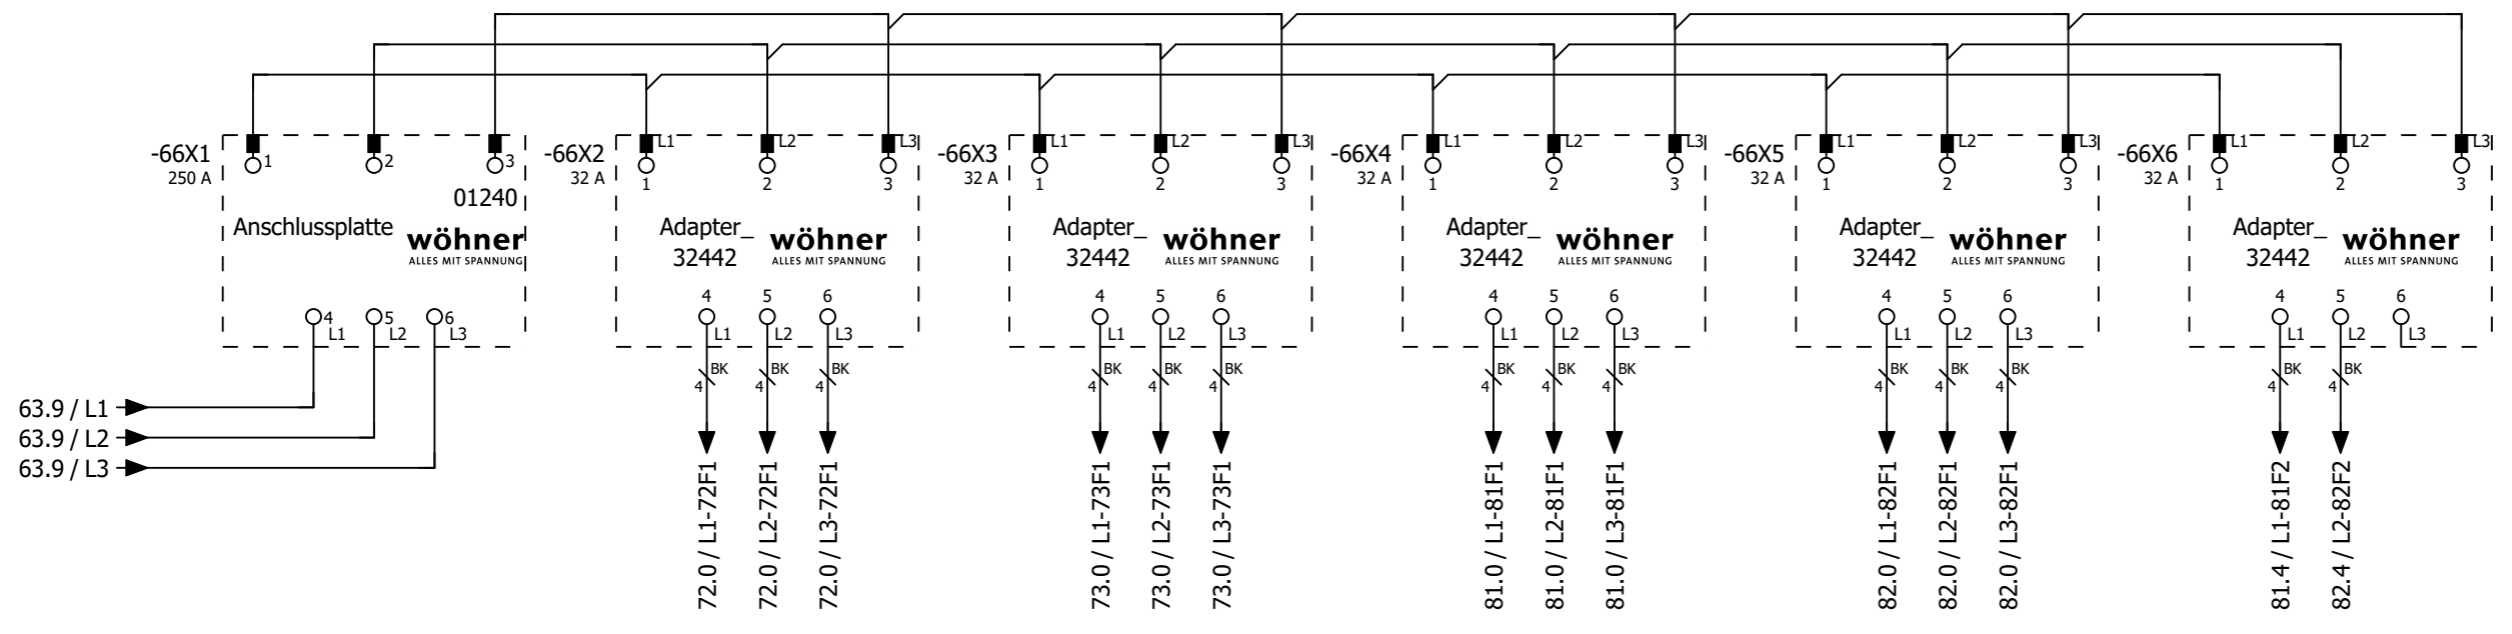 -66X1
250 A
1
2
3
01240
Anschlussplatte
wöhner
ALLES MIT SPANNUNG
4
L1
5
L2
6
L3
63.9 / L1
63.9 / L2
63.9 / L3
-66X2
32 A
L1
L2
L3
1
2
3
Adapter_
32442
wöhner
ALLES MIT SPANNUNG
4
5
6
L1
L2
L3
BK
BK
BK
4
4
4
72.0 / L1-72F1
72.0 / L2-72F1
72.0 / L3-72F1
-66X3
32 A
L1
L2
L3
1
2
3
Adapter_
32442
wöhner
ALLES MIT SPANNUNG
4
5
6
L1
L2
L3
BK
BK
BK
4
4
4
73.0 / L1-73F1
73.0 / L2-73F1
73.0 / L3-73F1
-66X4
32 A
L1
L2
L3
1
2
3
Adapter_
32442
wöhner
ALLES MIT SPANNUNG
4
5
6
L1
L2
L3
BK
BK
BK
4
4
4
81.0 / L1-81F1
81.0 / L2-81F1
81.0 / L3-81F1
-66X5
32 A
L1
L2
L3
1
2
3
Adapter_
32442
wöhner
ALLES MIT SPANNUNG
4
5
6
L1
L2
L3
BK
BK
BK
4
4
4
82.0 / L1-82F1
82.0 / L2-82F1
82.0 / L3-82F1
-66X6
32 A
L1
L2
L3
1
2
3
Adapter_
32442
wöhner
ALLES MIT SPANNUNG
4
5
6
L1
L2
L3
BK
BK
4
4
81.4 / L1-81F2
82.4 / L2-82F2